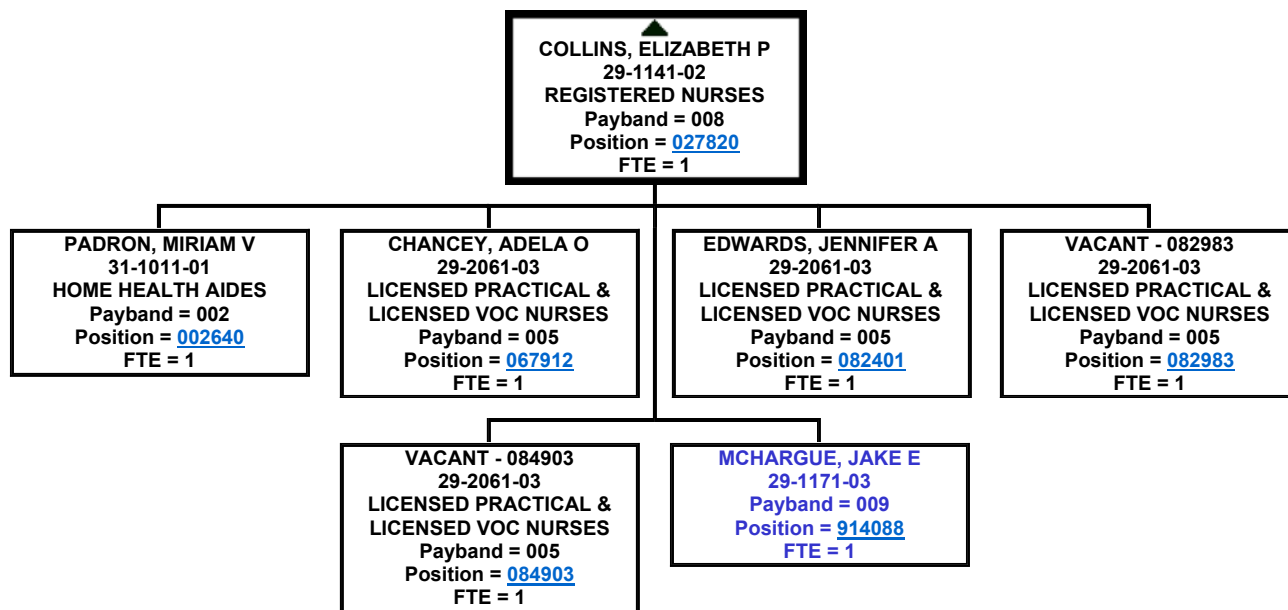 COLLINS, ELIZABETH P
29-1141-02
REGISTERED NURSES
Payband = 008
Position = 027820
FTE = 1
PADRON, MIRIAM V
31-1011-01
HOME HEALTH AIDES
Payband = 002
Position = 002640
FTE = 1
CHANCEY, ADELA O
29-2061-03
LICENSED PRACTICAL &
LICENSED VOC NURSES
Payband = 005
Position = 067912
FTE = 1
EDWARDS, JENNIFER A
29-2061-03
LICENSED PRACTICAL &
LICENSED VOC NURSES
Payband = 005
Position = 082401
FTE = 1
VACANT - 082983
29-2061-03
LICENSED PRACTICAL &
LICENSED VOC NURSES
Payband = 005
Position = 082983
FTE = 1
VACANT - 084903
29-2061-03
LICENSED PRACTICAL &
LICENSED VOC NURSES
Payband = 005
Position = 084903
FTE = 1
MCHARGUE, JAKE E
29-1171-03
Payband = 009
Position = 914088
FTE = 1